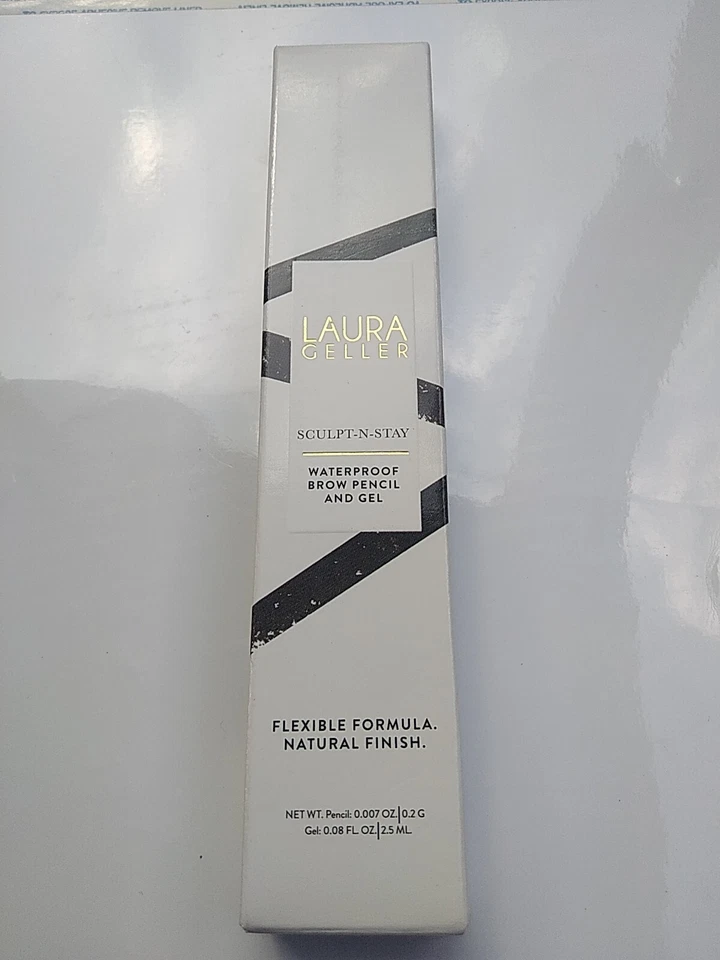 LAURA
GELLER
SCULPT-N-STAY
WATERPROOF
BROW PENCIL
AND GEL
FLEXIBLE FORMULA.
NATURAL FINISH.
NET WT. Pencil: 0.007 OZ.|0.2 G
Gel: 0.08 FL. OZ.|2.5 ML.